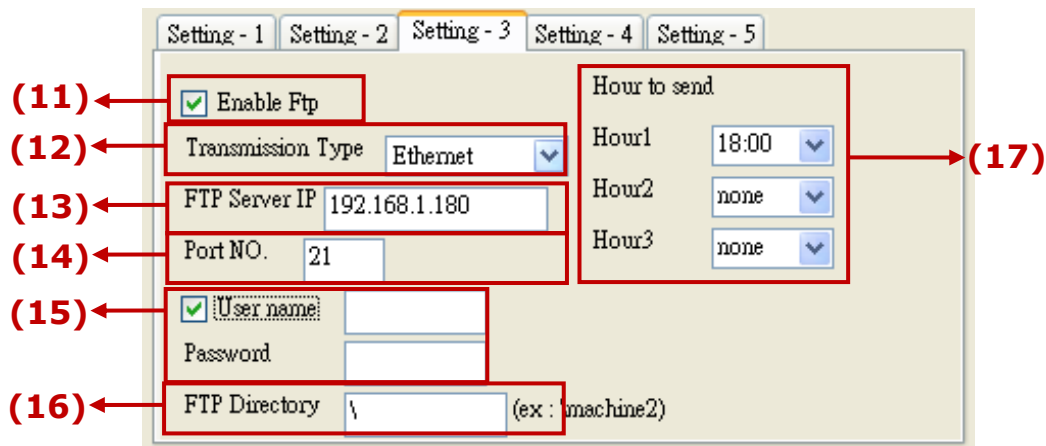 Setting - 1 Setting - 2 Setting - 3 Setting - 4 Setting - 5
(11) Enable Ftp
(12) Transmission Type Ethernet
(13) FTP Server IP 192.168.1.180
(14) Port NO. 21
(15) User name
Password
(16) FTP Directory \ (ex : \machine2)
Hour to send
Hour1 18:00 (17)
Hour2 none
Hour3 none